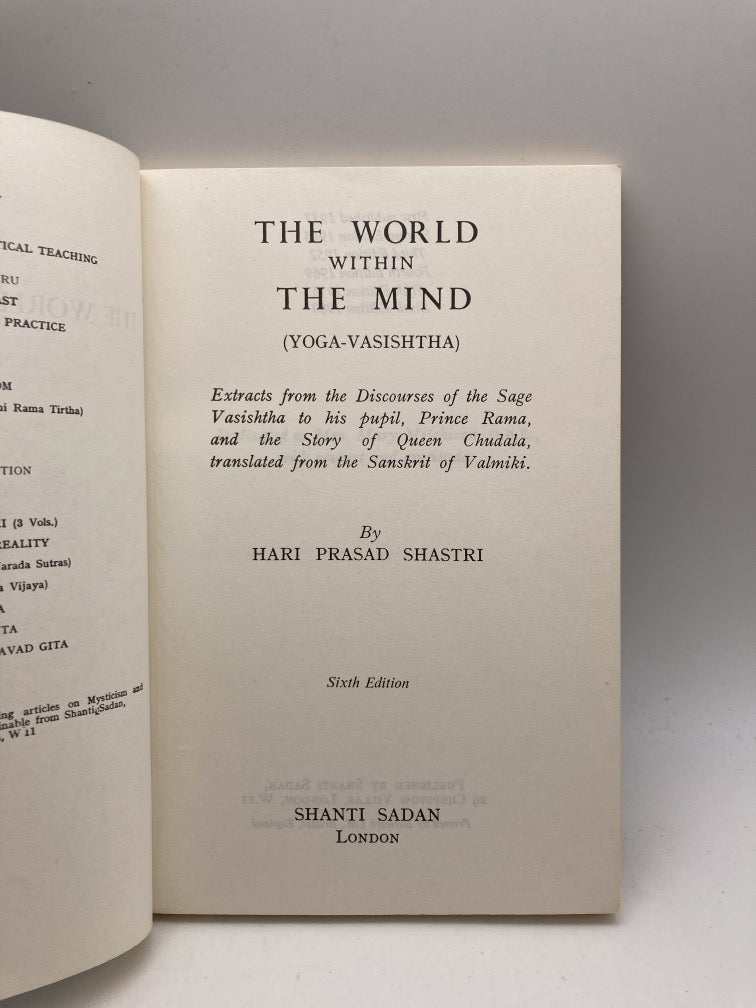 TICAL TEACHING
RU
AST
PRACTICE
OM
ni Rama Tirtha)
TION
I (3 Vols.)
REALITY
arada Sutras)
a Vijaya)
A
TA
AVAD GITA
ing articles on Mysticism and
inable from Shanti Sadan,
, W 11
THE WORLD
WITHIN
THE MIND
(YOGA-VASISHTHA)
Extracts from the Discourses of the Sage
Vasishtha to his pupil, Prince Rama,
and the Story of Queen Chudala,
translated from the Sanskrit of Valmiki.
By
HARI PRASAD SHASTRI
Sixth Edition
SHANTI SADAN
LONDON